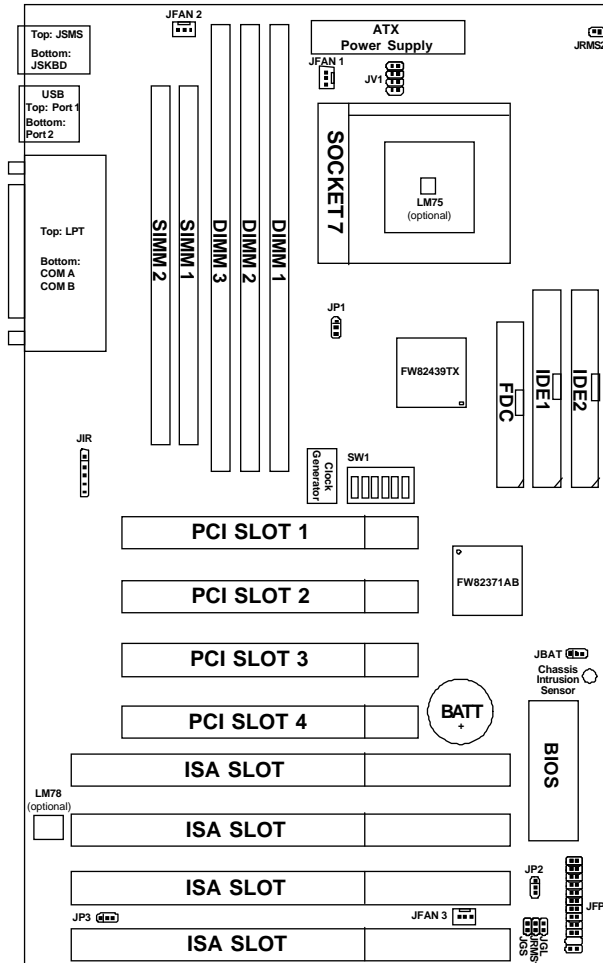 Top: JSMS
Bottom:
JSKBD
JFAN 2
ATX
Power Supply
JRMS2
JFAN 1
JV1
USB
Top: Port 1
Bottom:
Port 2
SOCKET 7
LM75
(optional)
Top: LPT
Bottom:
COM A
COM B
SIMM 2
SIMM 1
DIMM 3
DIMM 2
DIMM 1
JP1
FW82439TX
FDC
IDE1
IDE2
JIR
Clock
Generator
SW1
PCI SLOT 1
PCI SLOT 2
FW82371AB
PCI SLOT 3
JBAT
Chassis
Intrusion
Sensor
PCI SLOT 4
BATT
+
BIOS
ISA SLOT
LM78
(optional)
ISA SLOT
ISA SLOT
JP2
JFP
JP3
JFAN 3
JGS
JRMS
JGL
ISA SLOT